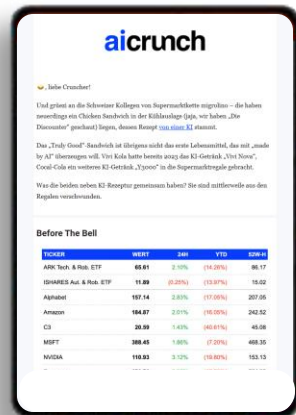 aicrunch
🥪, liebe Cruncher!
Und grüezi an die Schweizer Kollegen von Supermarktkette migrolino – die haben
neuerdings ein Chicken Sandwich in der Kühlauslage (jaja, wir haben „Die
Discounter" geschaut) liegen, dessen Rezept von einer KI stammt.
Das „Truly Good"-Sandwich ist übrigens nicht das erste Lebensmittel, das mit „made
by AI" überzeugen will. Vivi Kola hatte bereits 2023 das KI-Getränk „Vivi Nova",
Coca-Cola ein weiteres KI-Getränk „Y3000" in die Supermarktregale gebracht.
Was die beiden neben KI-Rezeptur gemeinsam haben? Sie sind mittlerweile aus den
Regalen verschwunden.
Before The Bell
TICKER WERT 24H YTD 52W-H
ARK Tech. & Rob. ETF 65.61 2.10% (14.26%) 86.17
ISHARES Aut. & Rob. ETF 11.89 (0.25%) (13.97%) 15.02
Alphabet 157.14 2.83% (17.05%) 207.05
Amazon 184.87 2.01% (16.05%) 242.52
C3 20.59 1.43% (40.61%) 45.08
MSFT 388.45 1.86% (7.20%) 468.35
NVIDIA 110.93 3.12% (19.80%) 153.13